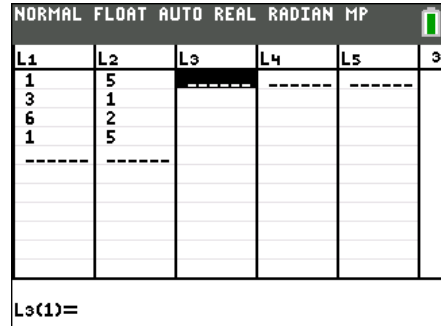 NORMAL FLOAT AUTO REAL RADIAN MP
L1 L2 L3 L4 L5 3
1 5 ------ ------ ------
3 1
6 2
1 5
------ ------
L3(1)=